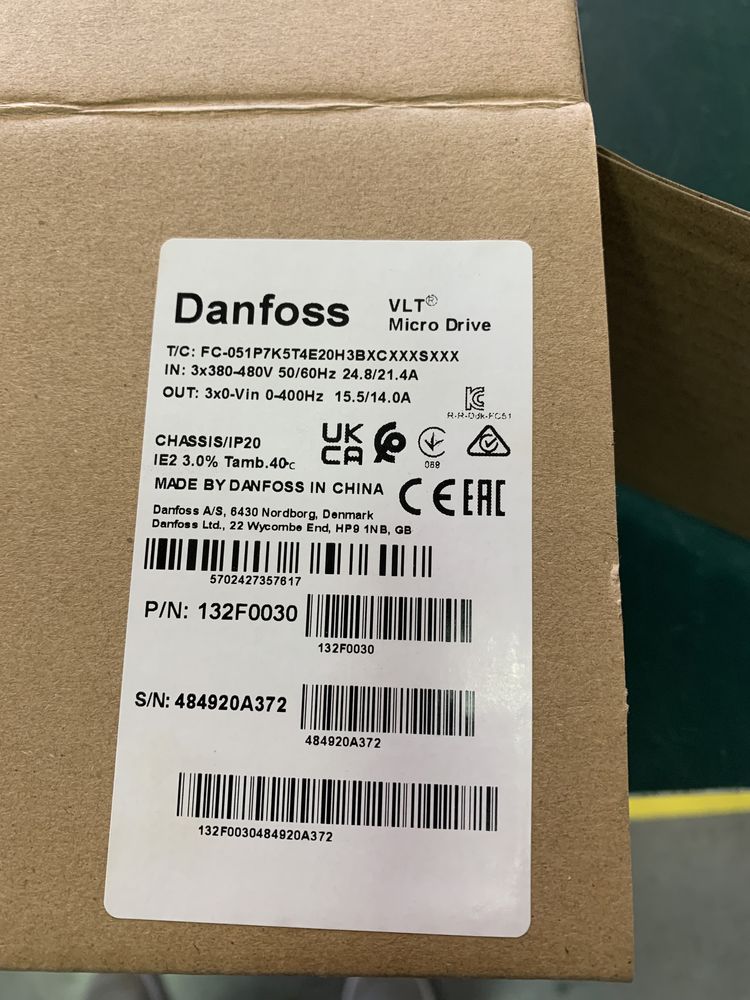 Danfoss
VLT®
Micro Drive
T/C: FC-051P7K5T4E20H3BXCXXXSXXX
IN: 3x380-480V 50/60Hz 24.8/21.4A
OUT: 3x0-Vin 0-400Hz 15.5/14.0A
CHASSIS/IP20
IE2 3.0% Tamb.40°C
UK
CA
089
MADE BY DANFOSS IN CHINA
CE EAC
Danfoss A/S, 6430 Nordborg, Denmark
Danfoss Ltd., 22 Wycombe End, HP9 1NB, GB
5702427357617
P/N: 132F0030
132F0030
S/N: 484920A372
484920A372
132F0030484920A372